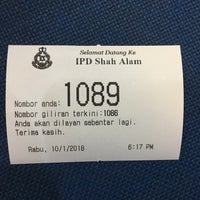 Selamat Datang Ke
IPD Shah Alam
Nombor anda: 1089
Nombor giliran terkini:1086
Anda akan dilayan sebentar lagi.
Terima kasih.
Rabu, 10/1/2018 6:17 PM